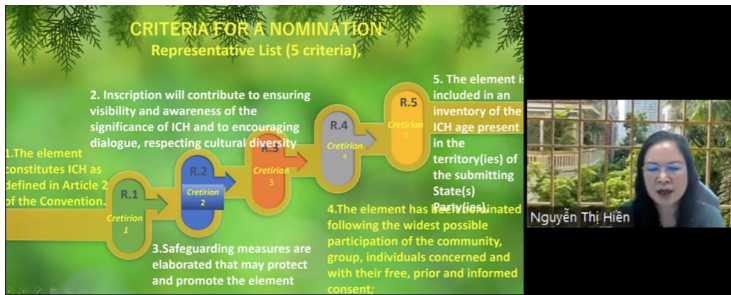 CRITERIA FOR A NOMINATION
Representative List (5 criteria),
1.The element
constitutes ICH as
defined in Article 2
of the Convention.
2. Inscription will contribute to ensuring
visibility and awareness of the
significance of ICH and to encouraging
dialogue, respecting cultural diversity
3.Safeguarding measures are
elaborated that may protect
and promote the element
4.The element has been nominated
following the widest possible
participation of the community,
group, individuals concerned and
with their free, prior and informed
consent;
5. The element is
included in an
inventory of the
ICH age present
in the
territory(ies) of
the submitting
State(s)
Party(ies).
R.1
Cretirion
1
R.2
Cretirion
2
R.3
Cretirion
3
R.4
Cretirion
4
R.5
Cretirion
5
Nguyễn Thị Hiền